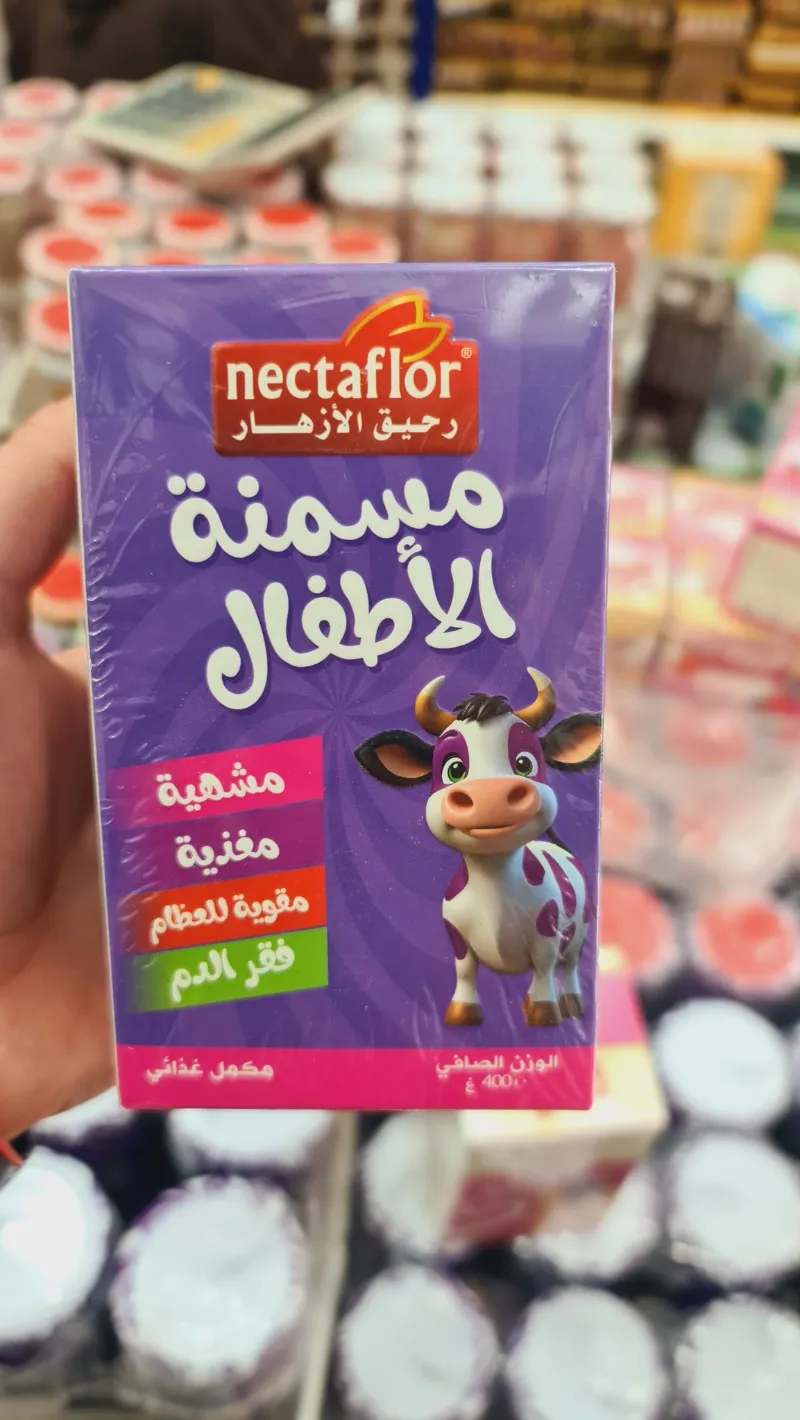 nectaflor®
رحيق الأزهار
مسمنة
الأطفال
مشهية
مغذية
مقوية للعظام
فقر الدم
مكمل غذائي
الوزن الصافي
400 غ